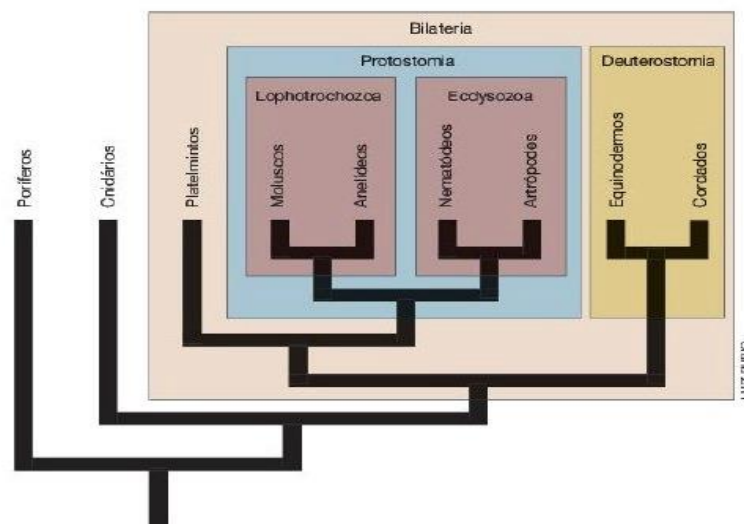 Bilateria
Protostomia
Deuterostomia
Lophotrochozoa
Ecdysozoa
Poríferos
Cnidários
Platelmintos
Moluscos
Anelídeos
Nematódeos
Artrópodes
Equinodermos
Cordados